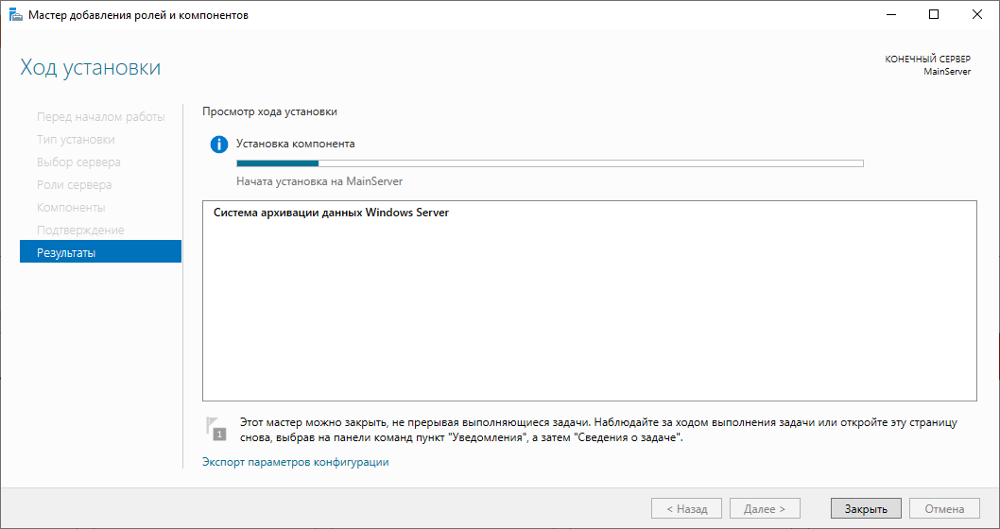 Мастер добавления ролей и компонентов
Ход установки
КОНЕЧНЫЙ СЕРВЕР
MainServer
Перед началом работы
Тип установки
Выбор сервера
Роли сервера
Компоненты
Подтверждение
Результаты
Просмотр хода установки
Установка компонента
Начата установка на MainServer
Система архивации данных Windows Server
1
Этот мастер можно закрыть, не прерывая выполняющиеся задачи. Наблюдайте за ходом выполнения задачи или откройте эту страницу
снова, выбрав на панели команд пункт "Уведомления", а затем "Сведения о задаче".
Экспорт параметров конфигурации
< Назад
Далее >
Закрыть
Отмена